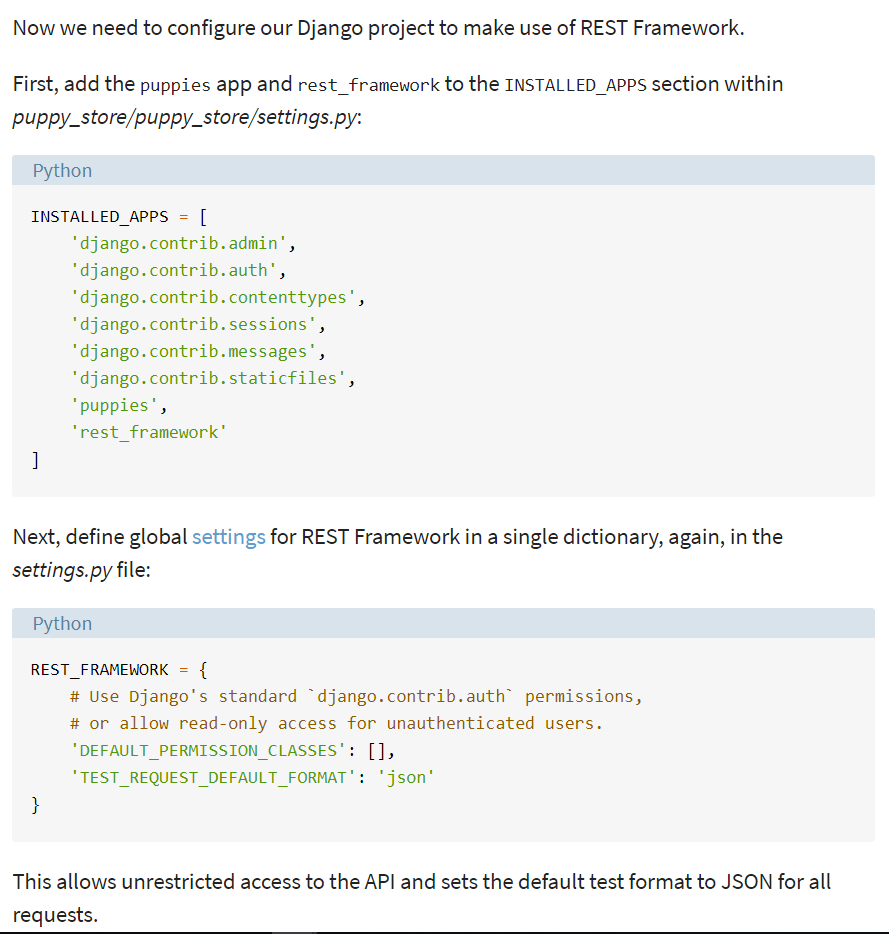 Now we need to configure our Django project to make use of REST Framework.
First, add the puppies app and rest_framework to the INSTALLED_APPS section within
puppy_store/puppy_store/settings.py:
Python
INSTALLED_APPS = [
    'django.contrib.admin',
    'django.contrib.auth',
    'django.contrib.contenttypes',
    'django.contrib.sessions',
    'django.contrib.messages',
    'django.contrib.staticfiles',
    'puppies',
    'rest_framework'
]
Next, define global settings for REST Framework in a single dictionary, again, in the
settings.py file:
Python
REST_FRAMEWORK = {
    # Use Django's standard `django.contrib.auth` permissions,
    # or allow read-only access for unauthenticated users.
    'DEFAULT_PERMISSION_CLASSES': [],
    'TEST_REQUEST_DEFAULT_FORMAT': 'json'
}
This allows unrestricted access to the API and sets the default test format to JSON for all
requests.